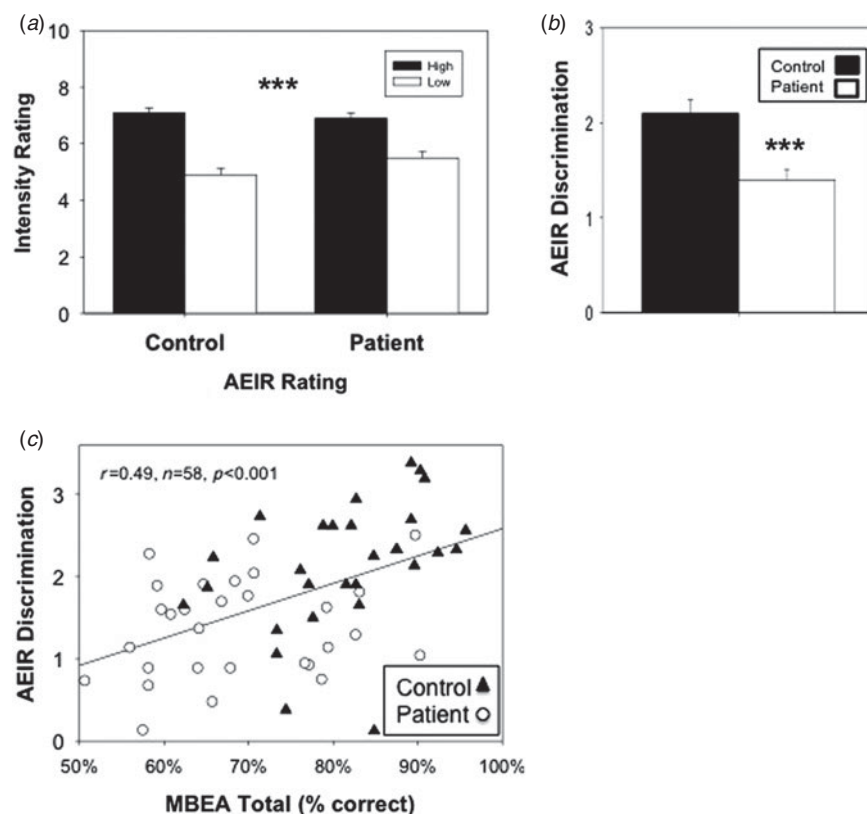 (a)
10
8
6
4
2
0
Intensity Rating
High
Low
***
Control Patient
AEIR Rating
(b)
3
2
1
0
AEIR Discrimination
Control
Patient
***
(c)
r=0.49, n=58, p<0.001
3
2
1
0
AEIR Discrimination
Control
Patient
50% 60% 70% 80% 90% 100%
MBEA Total (% correct)